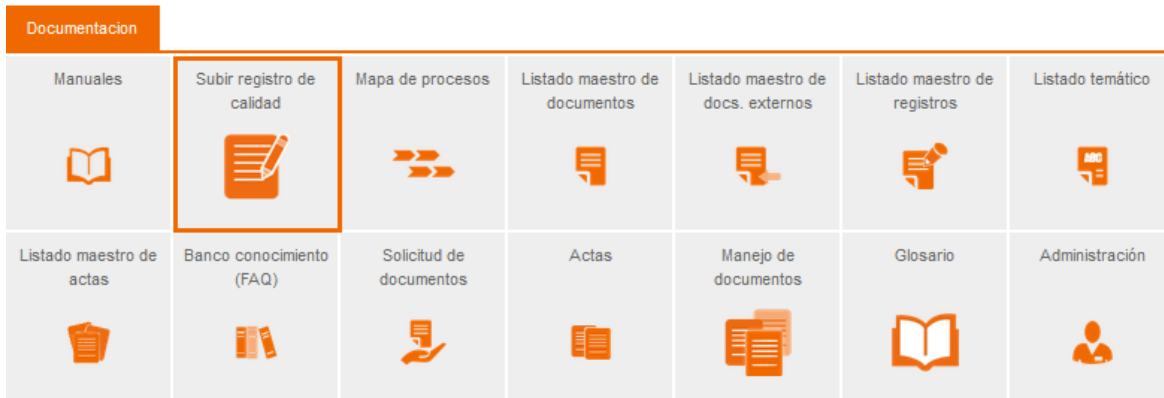 Documentacion
Manuales
Subir registro de
calidad
Mapa de procesos
Listado maestro de
documentos
Listado maestro de
docs. externos
Listado maestro de
registros
Listado temático
ABC
Listado maestro de
actas
Banco conocimiento
(FAQ)
Solicitud de
documentos
Actas
Manejo de
documentos
Glosario
Administración